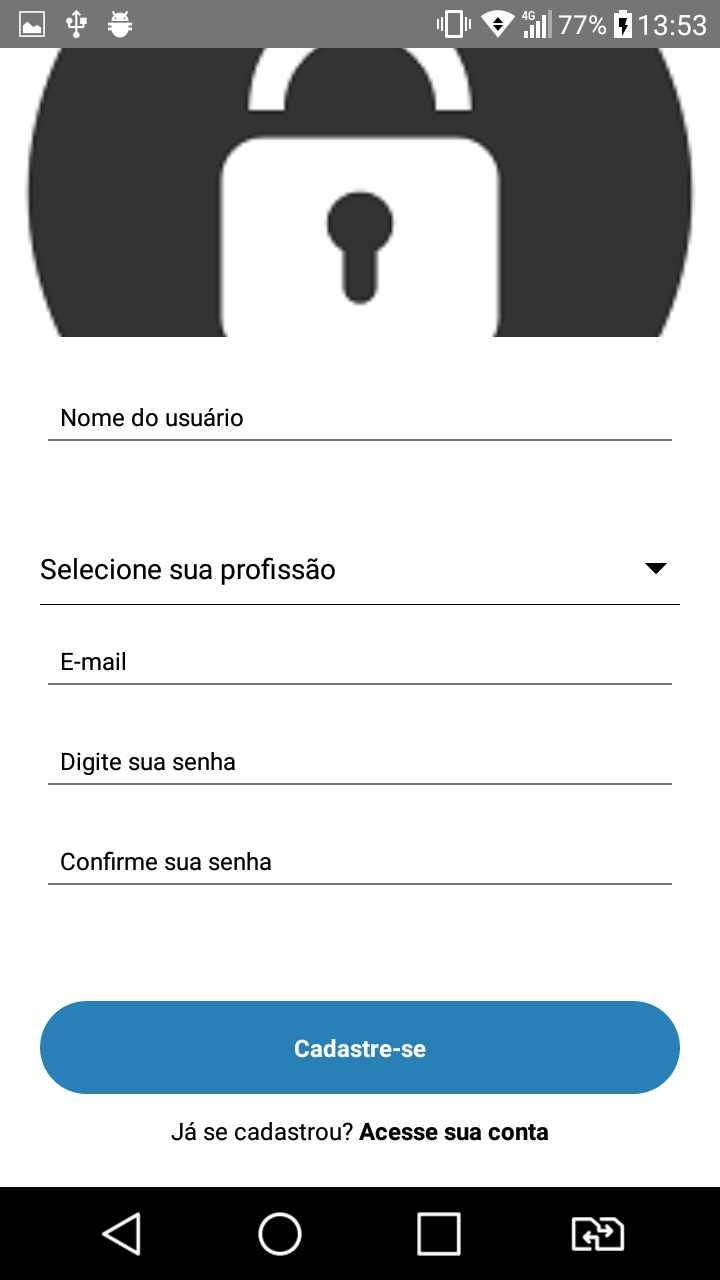 4G 77% 13:53
Nome do usuário
Selecione sua profissão
E-mail
Digite sua senha
Confirme sua senha
Cadastre-se
Já se cadastrou? Acesse sua conta